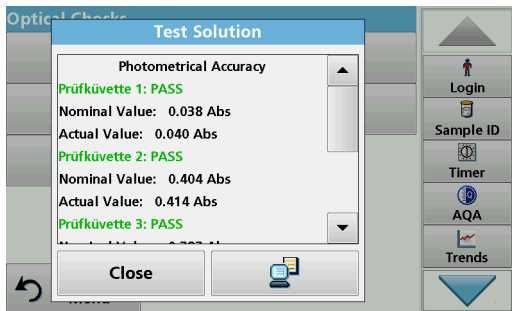 Optical Checks
Test Solution
Photometrical Accuracy
Prüfküvette 1: PASS
Nominal Value: 0.038 Abs
Actual Value: 0.040 Abs
Prüfküvette 2: PASS
Nominal Value: 0.404 Abs
Actual Value: 0.414 Abs
Prüfküvette 3: PASS
Close
Menu
Login
Sample ID
Timer
AQA
Trends